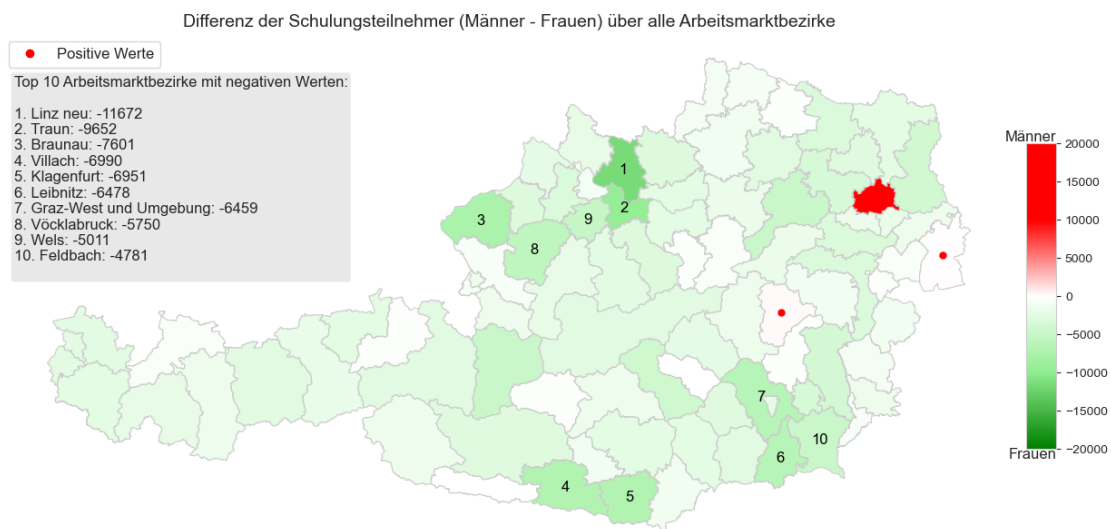 Differenz der Schulungsteilnehmer (Männer - Frauen) über alle Arbeitsmarktbezirke
Positive Werte
Top 10 Arbeitsmarktbezirke mit negativen Werten:
1. Linz neu: -11672
2. Traun: -9652
3. Braunau: -7601
4. Villach: -6990
5. Klagenfurt: -6951
6. Leibnitz: -6478
7. Graz-West und Umgebung: -6459
8. Vöcklabruck: -5750
9. Wels: -5011
10. Feldbach: -4781
1
2
3
9
8
7
10
6
4
5
Männer
20000
15000
10000
5000
0
−5000
−10000
−15000
−20000
Frauen